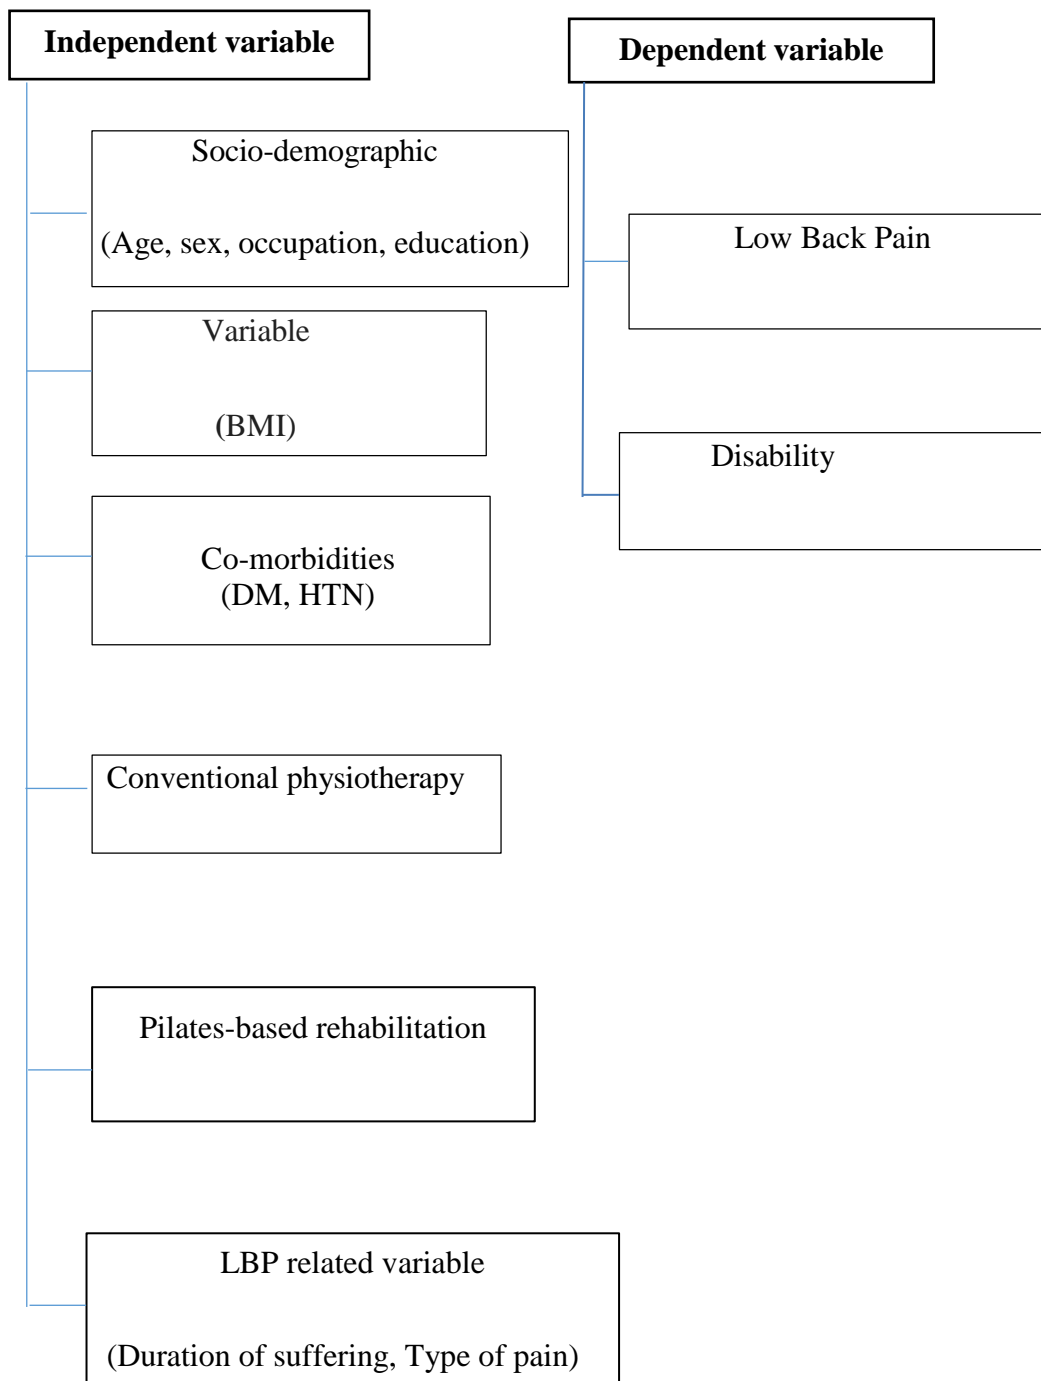 Independent variable
Dependent variable
Socio-demographic
(Age, sex, occupation, education)
Low Back Pain
Variable
(BMI)
Disability
Co-morbidities
(DM, HTN)
Conventional physiotherapy
Pilates-based rehabilitation
LBP related variable
(Duration of suffering, Type of pain)